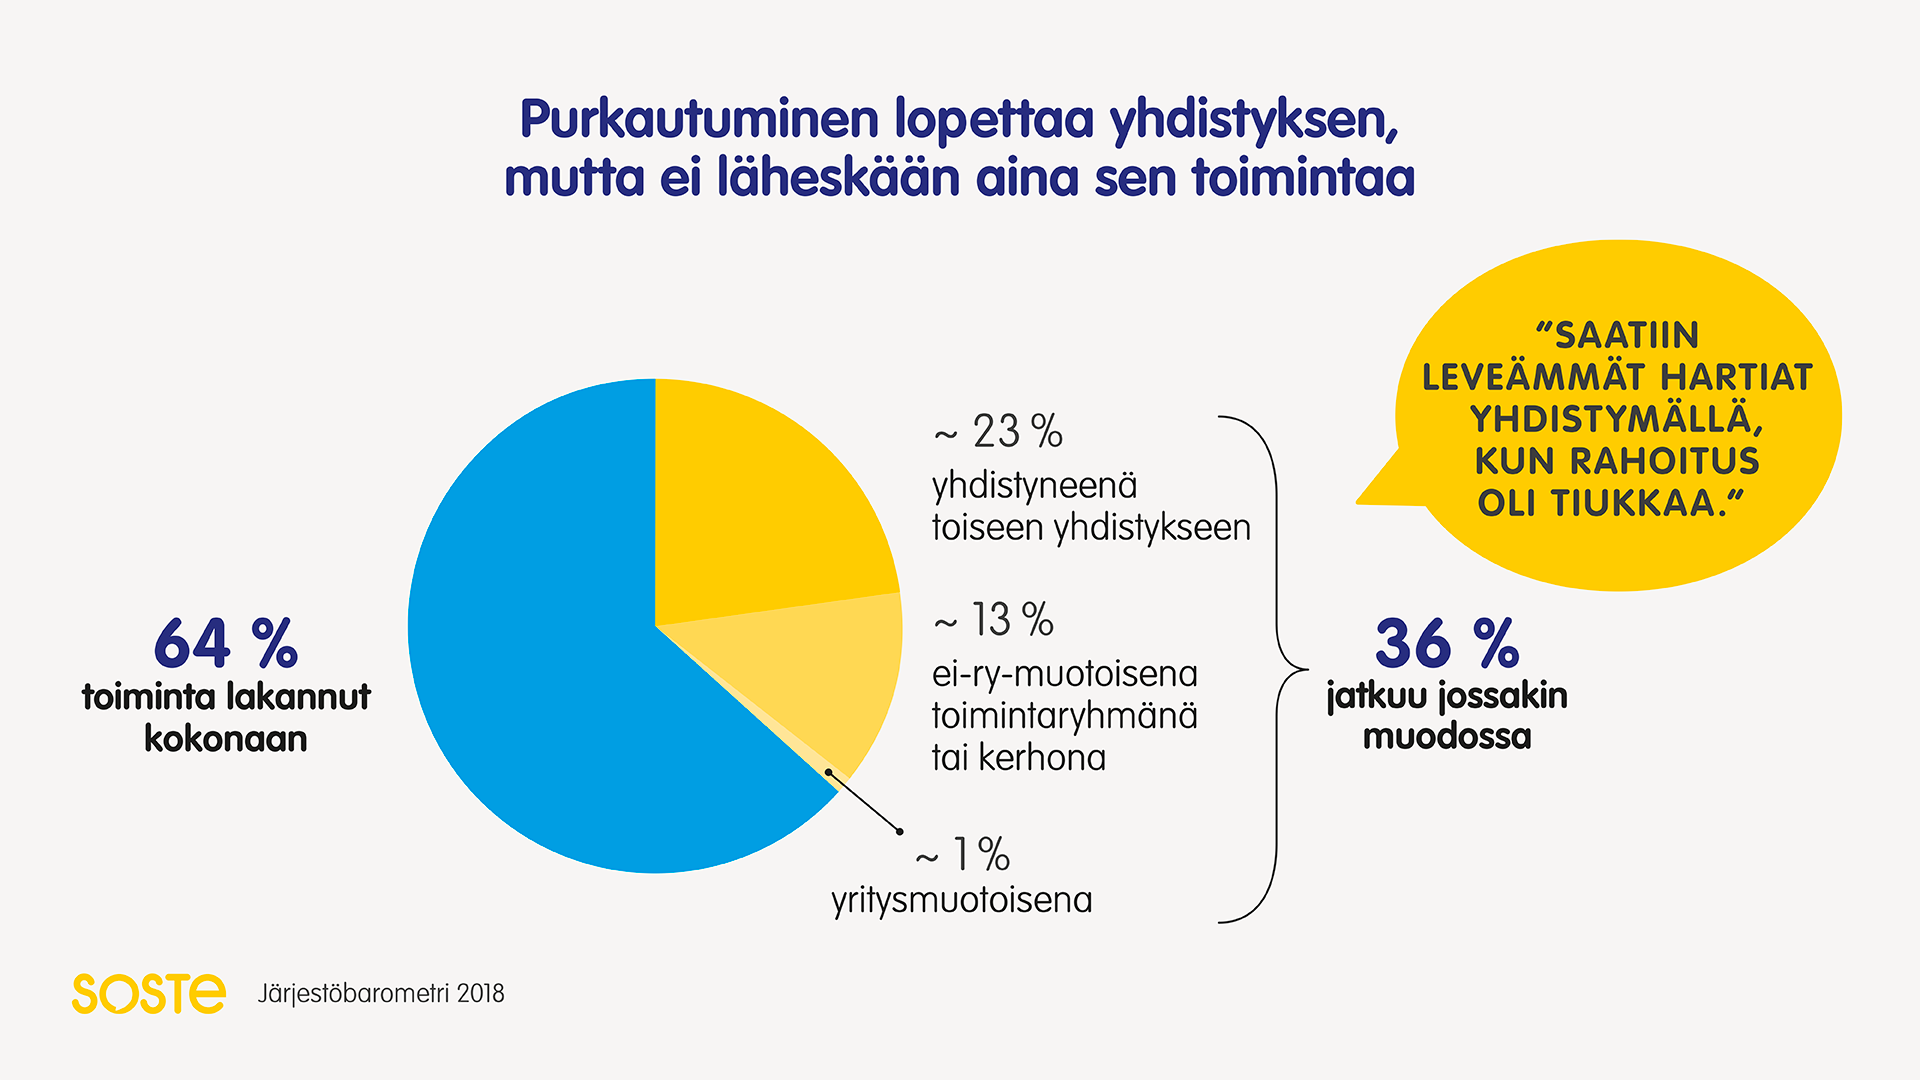 Purkautuminen lopettaa yhdistyksen,
mutta ei läheskään aina sen toimintaa
64 %
toiminta lakannut
kokonaan
~ 23 %
yhdistyneenä
toiseen yhdistykseen
~ 13 %
ei-ry-muotoisena
toimintaryhmänä
tai kerhona
~ 1 %
yritysmuotoisena
"SAATIIN
LEVEÄMMÄT HARTIAT
YHDISTYMÄLLÄ,
KUN RAHOITUS
OLI TIUKKAA."
36 %
jatkuu jossakin
muodossa
SOSTE
Järjestöbarometri 2018